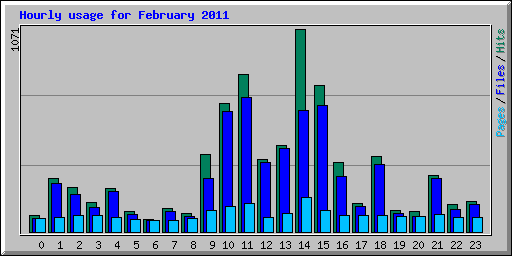 Hourly usage for February 2011
1071
Pages / Files / Hits
0 1 2 3 4 5 6 7 8 9 10 11 12 13 14 15 16 17 18 19 20 21 22 23